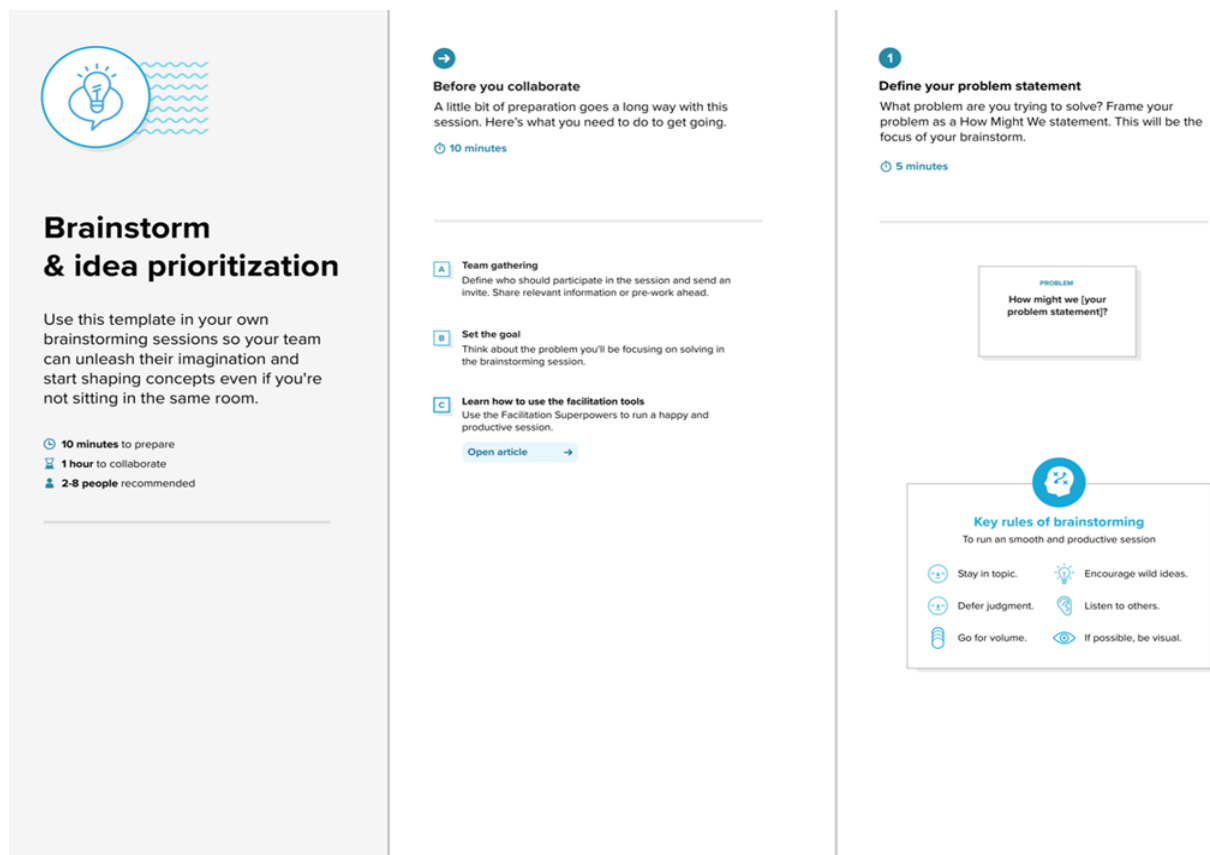 Brainstorm
& idea prioritization
Use this template in your own
brainstorming sessions so your team
can unleash their imagination and
start shaping concepts even if you're
not sitting in the same room.
10 minutes to prepare
1 hour to collaborate
2-8 people recommended
Before you collaborate
A little bit of preparation goes a long way with this
session. Here's what you need to do to get going.
10 minutes
A
Team gathering
Define who should participate in the session and send an
invite. Share relevant information or pre-work ahead.
B
Set the goal
Think about the problem you'll be focusing on solving in
the brainstorming session.
C
Learn how to use the facilitation tools
Use the Facilitation Superpowers to run a happy and
productive session.
Open article
1
Define your problem statement
What problem are you trying to solve? Frame your
problem as a How Might We statement. This will be the
focus of your brainstorm.
5 minutes
PROBLEM
How might we [your
problem statement]?
Key rules of brainstorming
To run an smooth and productive session
Stay in topic.
Encourage wild ideas.
Defer judgment.
Listen to others.
Go for volume.
If possible, be visual.